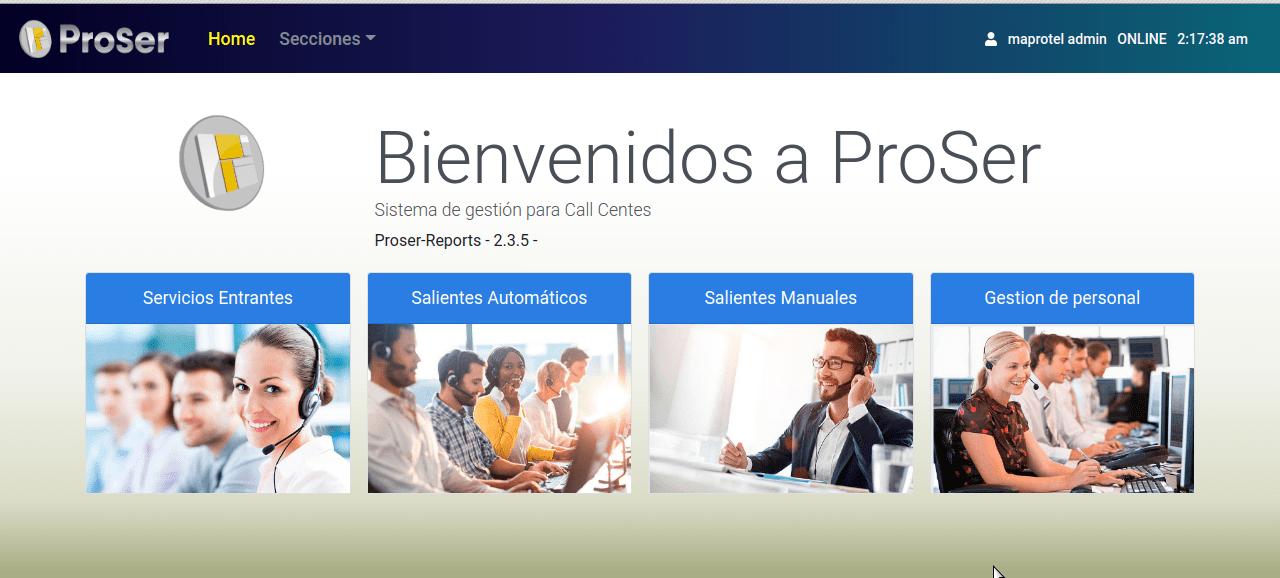 ProSer Home Secciones maprotel admin ONLINE 2:17:38 am
Bienvenidos a ProSer
Sistema de gestión para Call Centes
Proser-Reports - 2.3.5 -
Servicios Entrantes
Salientes Automáticos
Salientes Manuales
Gestion de personal